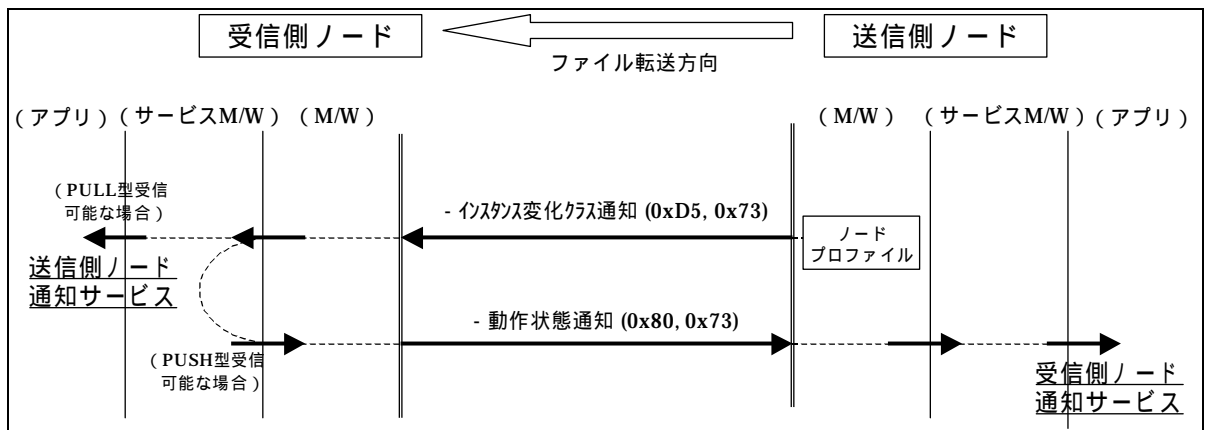 受信側ノード
送信側ノード
ファイル転送方向
（アプリ）
（サービスM/W）
（M/W）
（M/W）
（サービスM/W）
（アプリ）
（PULL型受信
可能な場合）
- ｲﾝｽﾀﾝｽ変化ｸﾗｽ通知 (0xD5, 0x73)
ノード
プロファイル
送信側ノード
通知サービス
- 動作状態通知 (0x80, 0x73)
（PUSH型受信
可能な場合）
受信側ノード
通知サービス